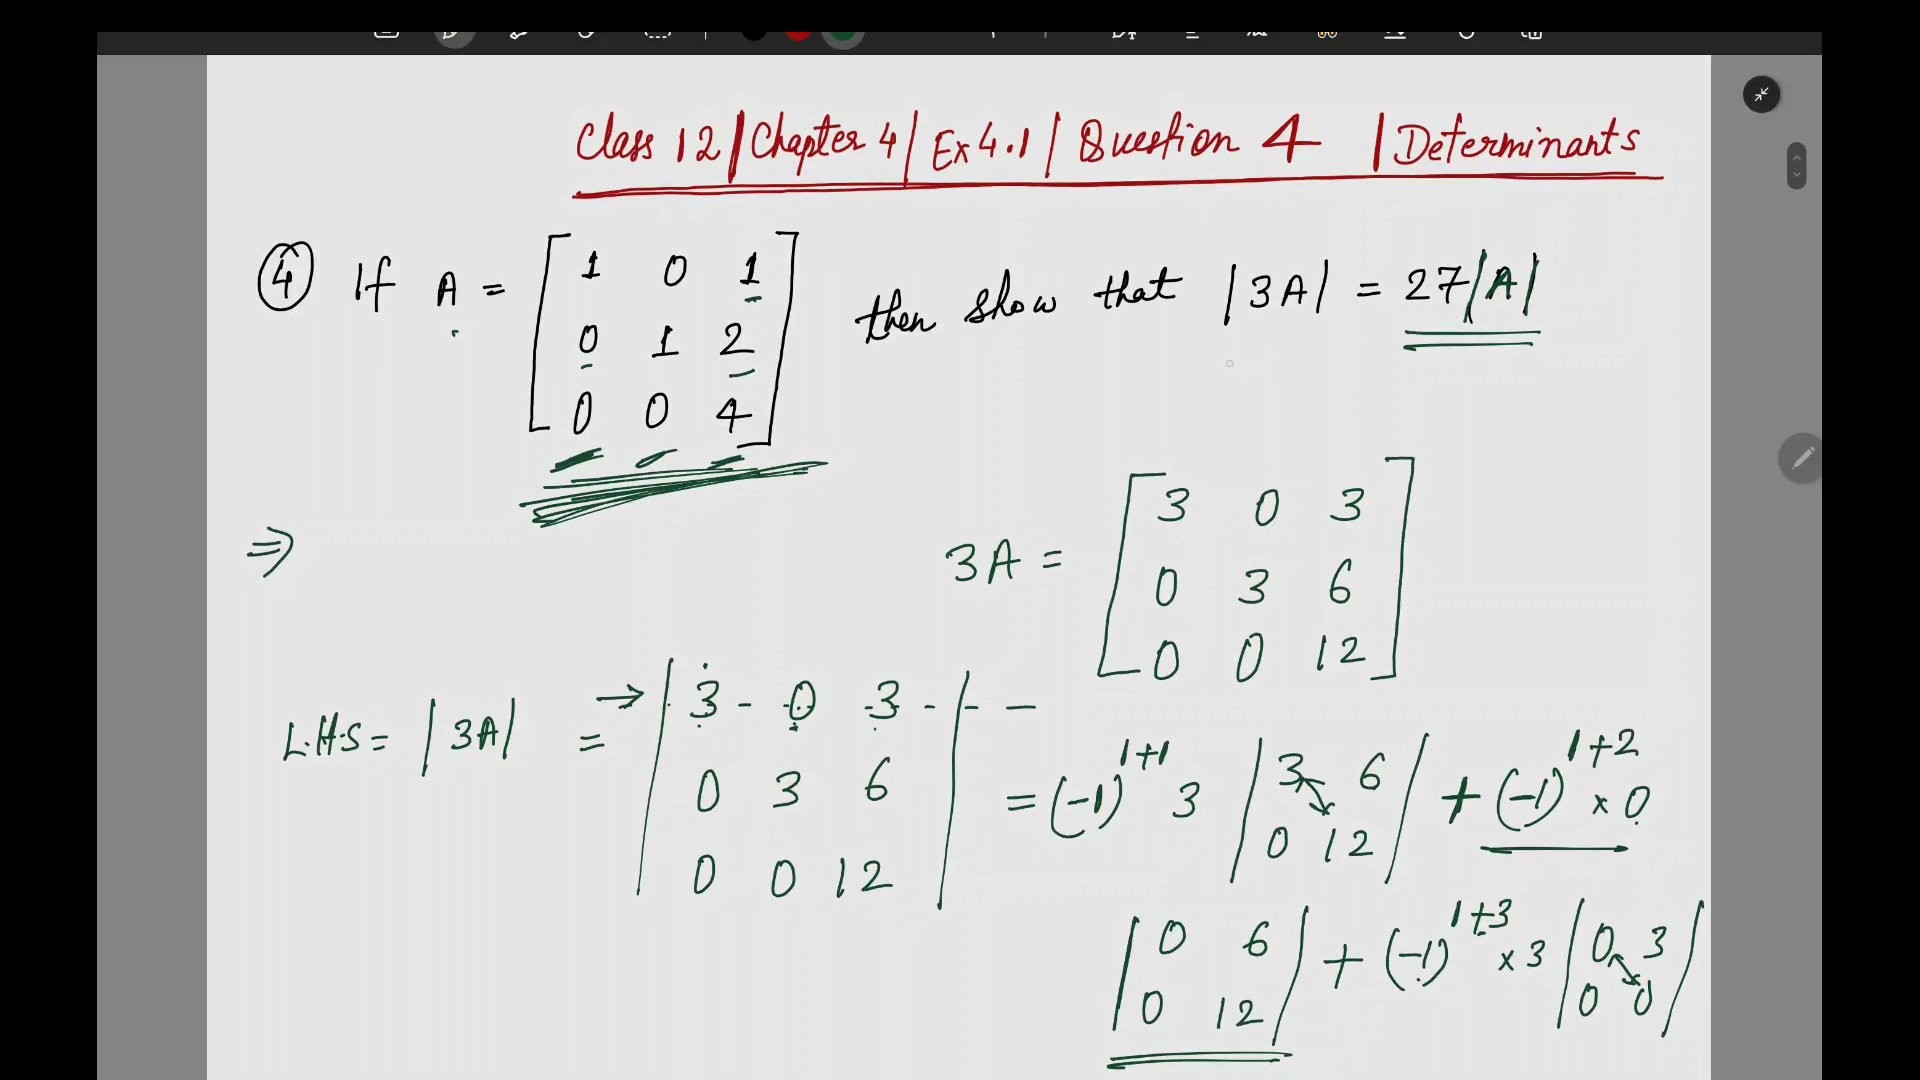 Class 12 | Chapter 4 | Ex 4.1 | Question 4 | Determinants
④ If A = [ 1 0 1
0 1 2
0 0 4 ] then show that |3A| = 27|A|
⇒ 3A = [ 3 0 3
0 3 6
0 0 12 ]
L.H.S = |3A| = → | 3 - 0 3 - | - -
0 3 6
0 0 12 |
= (-1)^{1+1} 3 | 3 6
0 12 | + (-1)^{1+2} × 0
| 0 6
0 12 | + (-1)^{1+3} × 3 | 0 3
0 0 |